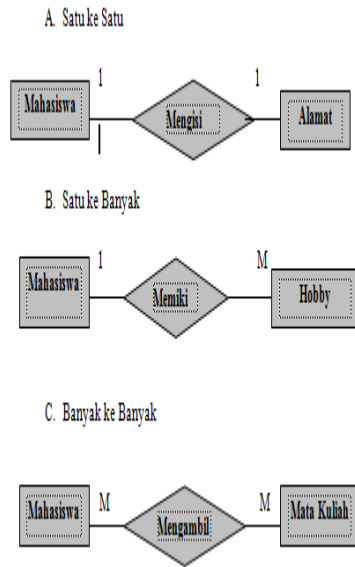 A. Satu ke Satu
1 1
Mahasiswa Mengisi Alamat
B. Satu ke Banyak
1 M
Mahasiswa Memiki Hobby
C. Banyak ke Banyak
Mahasiswa M Mengambil M Mata Kuliah